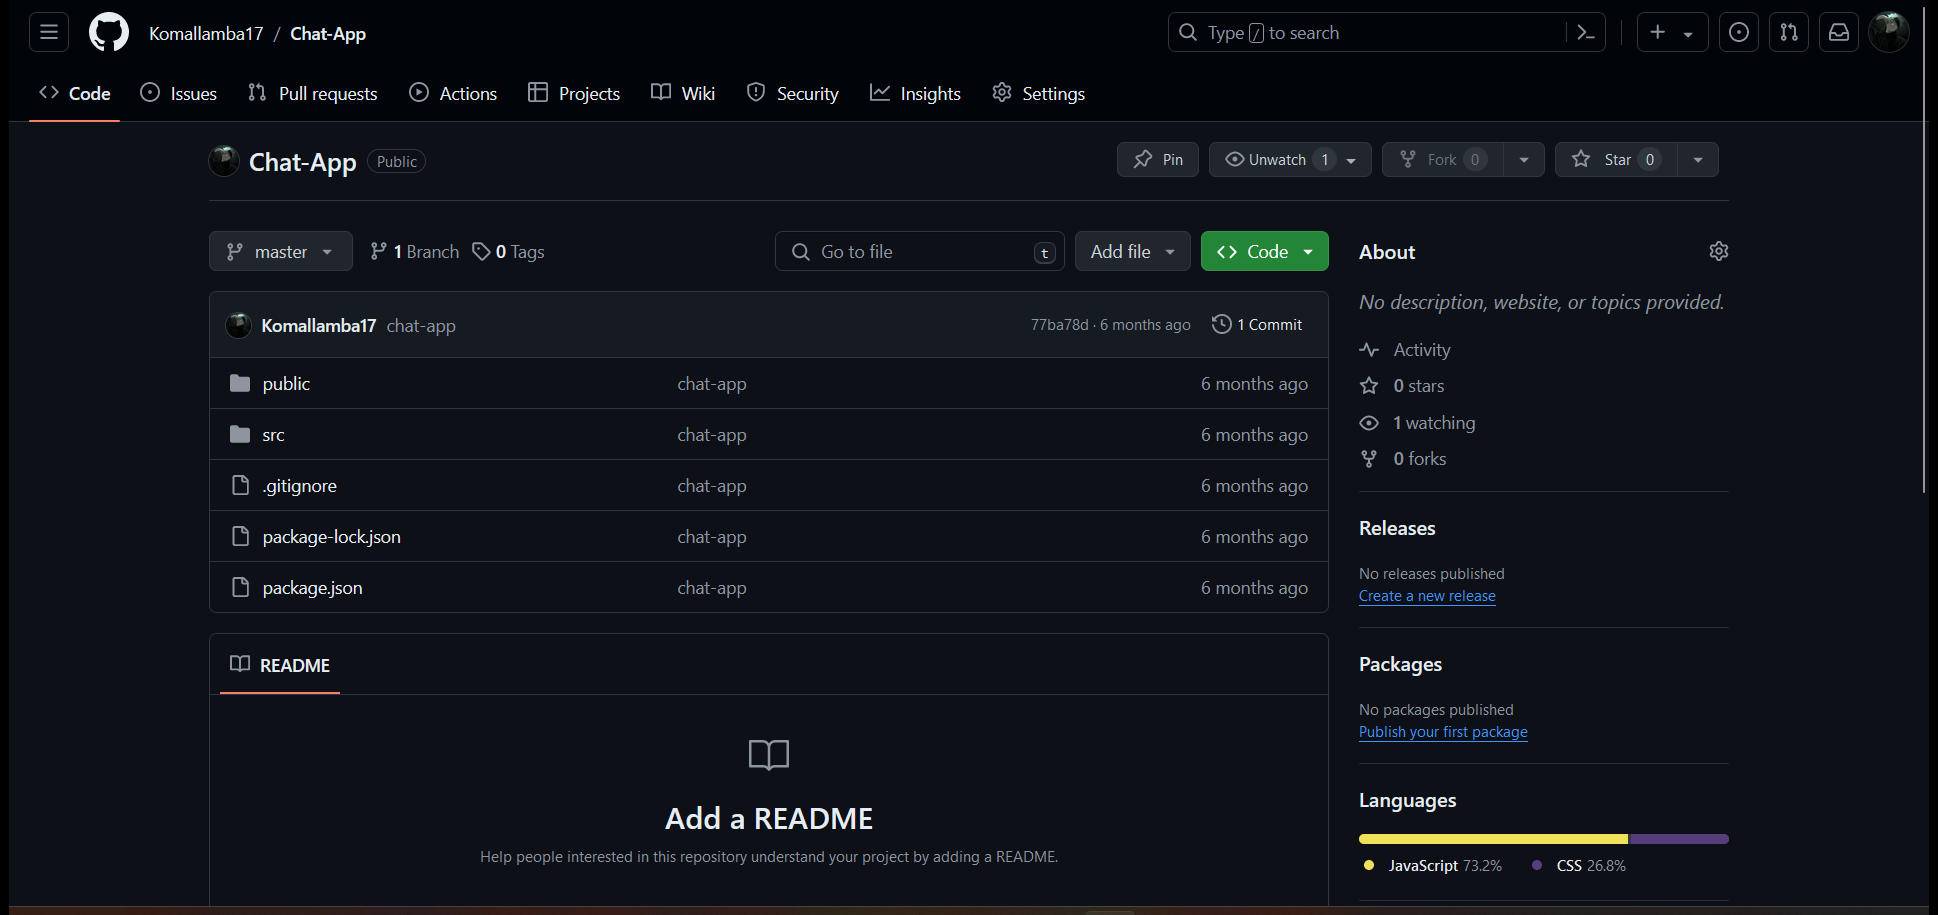 Komallamba17 / Chat-App
Type / to search
Code Issues Pull requests Actions Projects Wiki Security Insights Settings
Chat-App Public
Pin Unwatch 1 Fork 0 Star 0
master 1 Branch 0 Tags Go to file t Add file Code
Komallamba17 chat-app 77ba78d · 6 months ago 1 Commit
public chat-app 6 months ago
src chat-app 6 months ago
.gitignore chat-app 6 months ago
package-lock.json chat-app 6 months ago
package.json chat-app 6 months ago
README
Add a README
Help people interested in this repository understand your project by adding a README.
About
No description, website, or topics provided.
Activity
0 stars
1 watching
0 forks
Releases
No releases published
Create a new release
Packages
No packages published
Publish your first package
Languages
JavaScript 73.2% CSS 26.8%